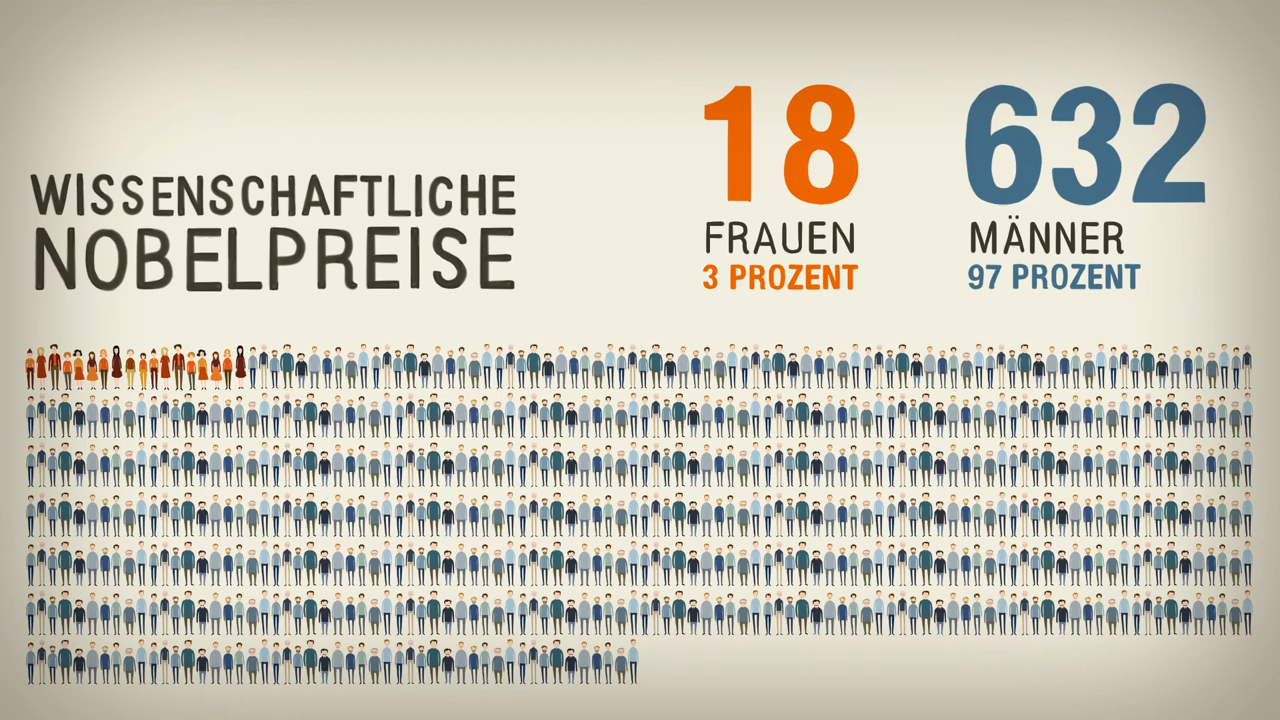 WISSENSCHAFTLICHE
NOBELPREISE
18
FRAUEN
3 PROZENT
632
MÄNNER
97 PROZENT